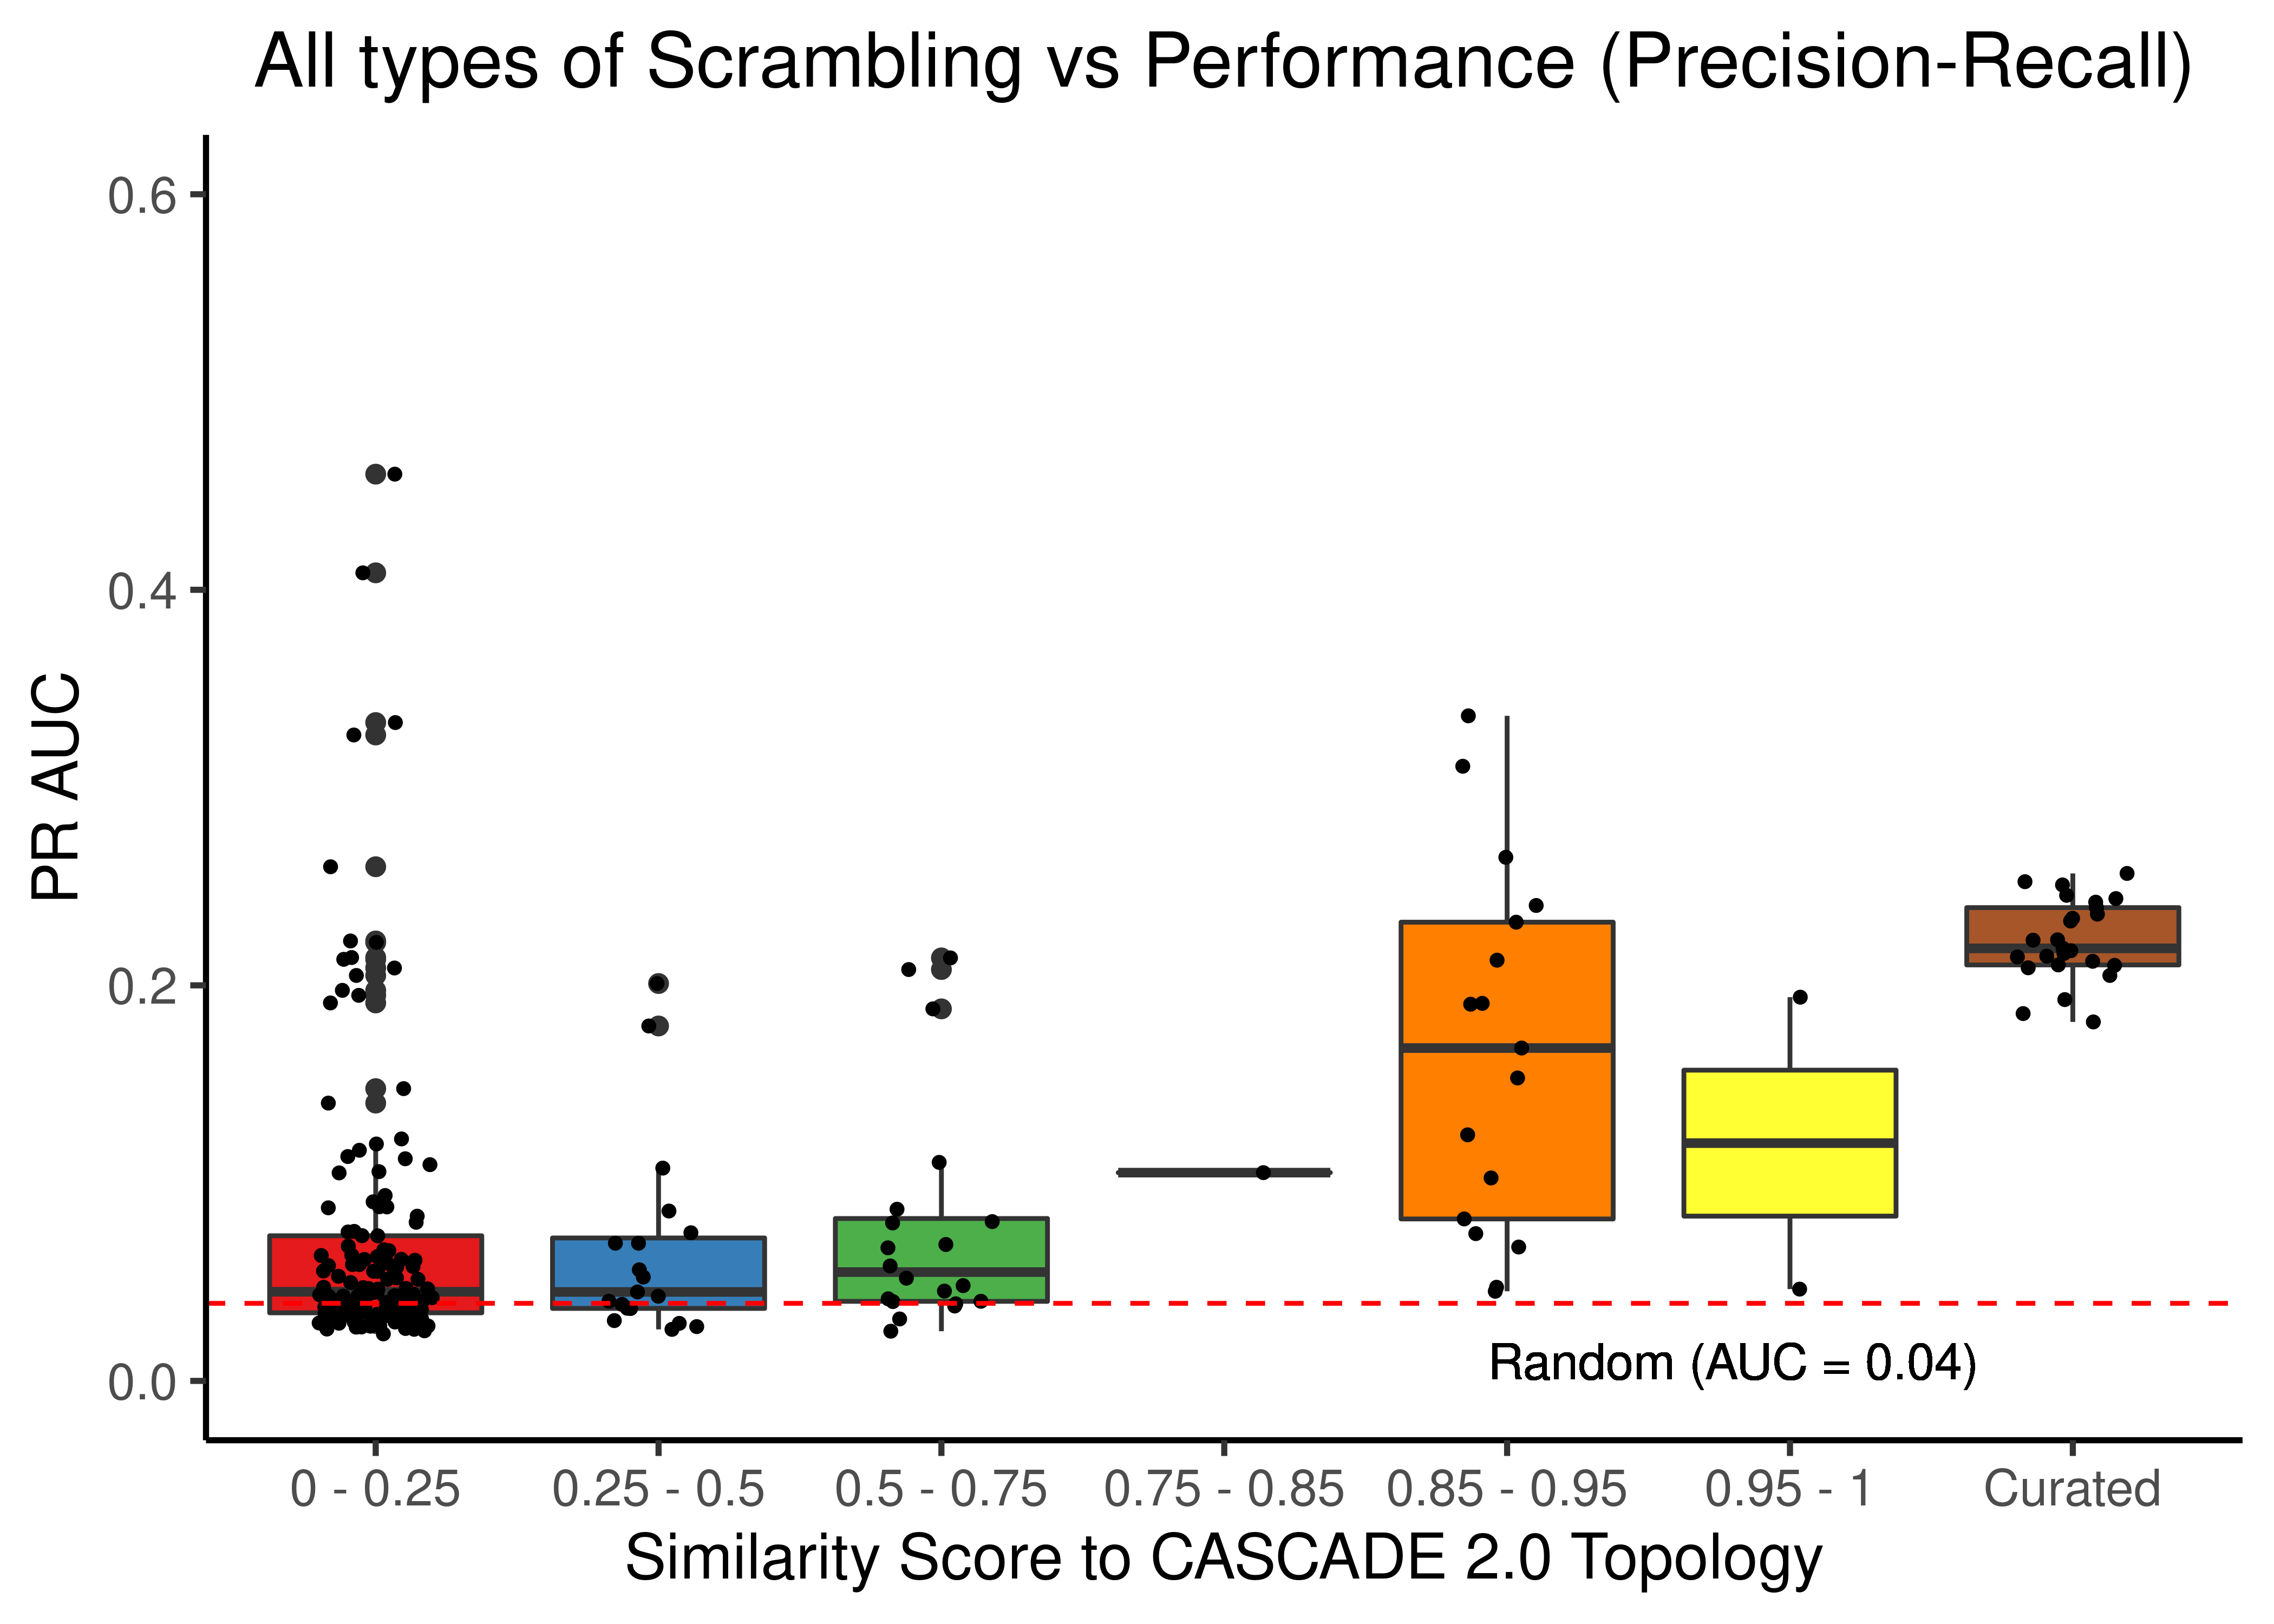 All types of Scrambling vs Performance (Precision-Recall)
PR AUC
0.6
0.4
0.2
0.0
Random (AUC = 0.04)
0 - 0.25 0.25 - 0.5 0.5 - 0.75 0.75 - 0.85 0.85 - 0.95 0.95 - 1 Curated
Similarity Score to CASCADE 2.0 Topology